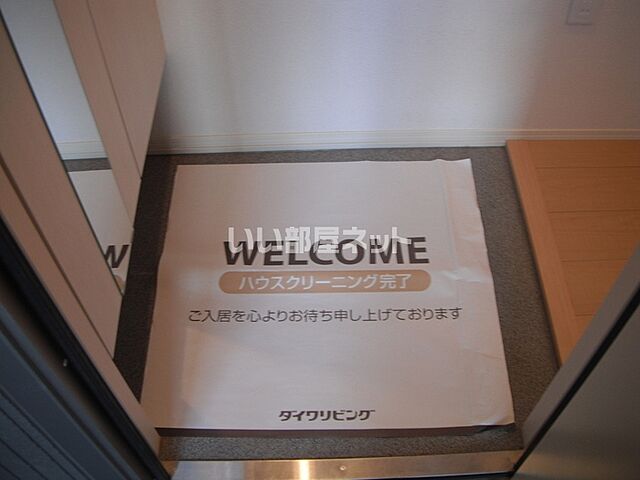 WELCOME
いい部屋ネット
ハウスクリーニング完了
ご入居を心よりお待ち申し上げております
ダイワリビング
W